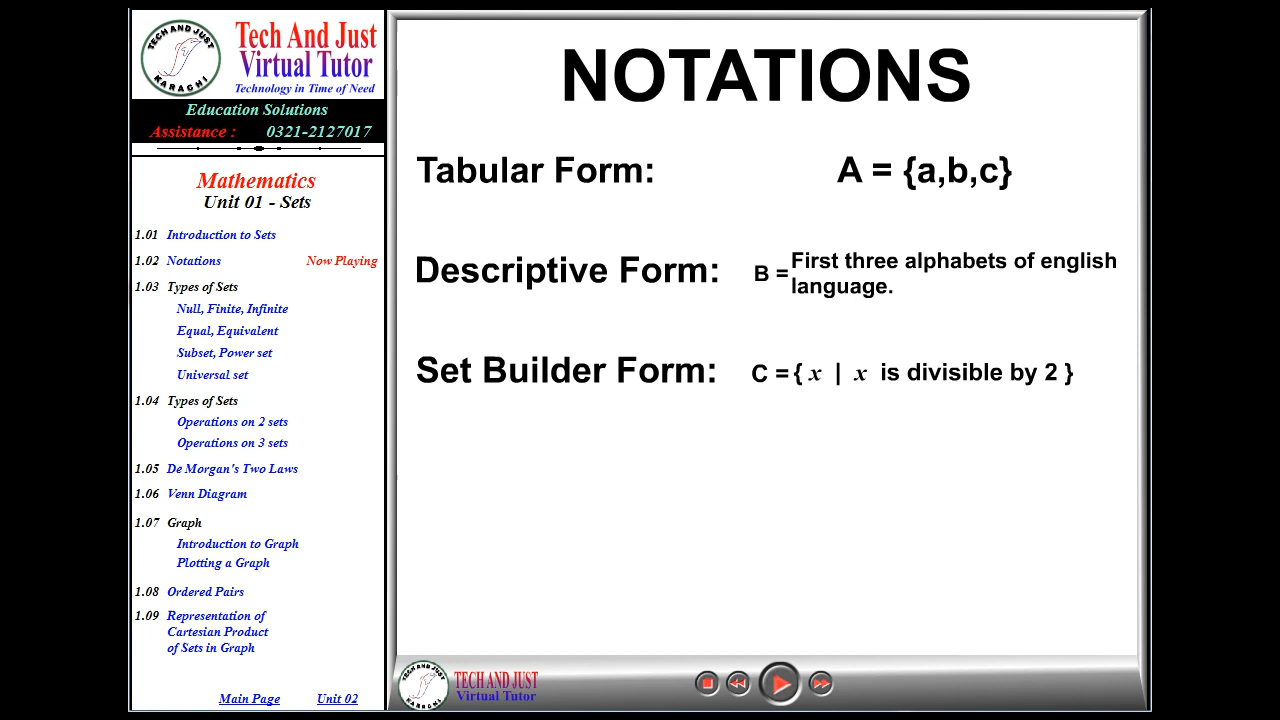 TECH AND JUST
KARACHI
Tech And Just
Virtual Tutor
Technology in Time of Need
Education Solutions
Assistance : 0321-2127017
Mathematics
Unit 01 - Sets
1.01 Introduction to Sets
1.02 Notations Now Playing
1.03 Types of Sets
Null, Finite, Infinite
Equal, Equivalent
Subset, Power set
Universal set
1.04 Types of Sets
Operations on 2 sets
Operations on 3 sets
1.05 De Morgan's Two Laws
1.06 Venn Diagram
1.07 Graph
Introduction to Graph
Plotting a Graph
1.08 Ordered Pairs
1.09 Representation of
Cartesian Product
of Sets in Graph
Main Page Unit 02
NOTATIONS
Tabular Form: A = {a,b,c}
Descriptive Form: B = First three alphabets of english
language.
Set Builder Form: C = { x | x is divisible by 2 }
TECH AND JUST
KARACHI
TECH AND JUST
Virtual Tutor